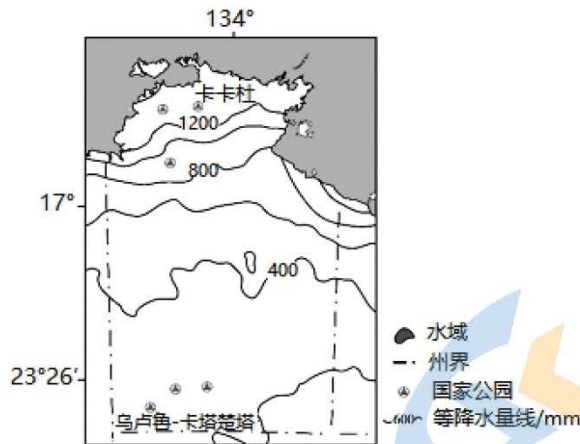 134°
卡卡杜
1200
800
17°
400
水域
州界
23°26′
国家公园
乌卢鲁-卡塔楚塔
600 等降水量线/mm